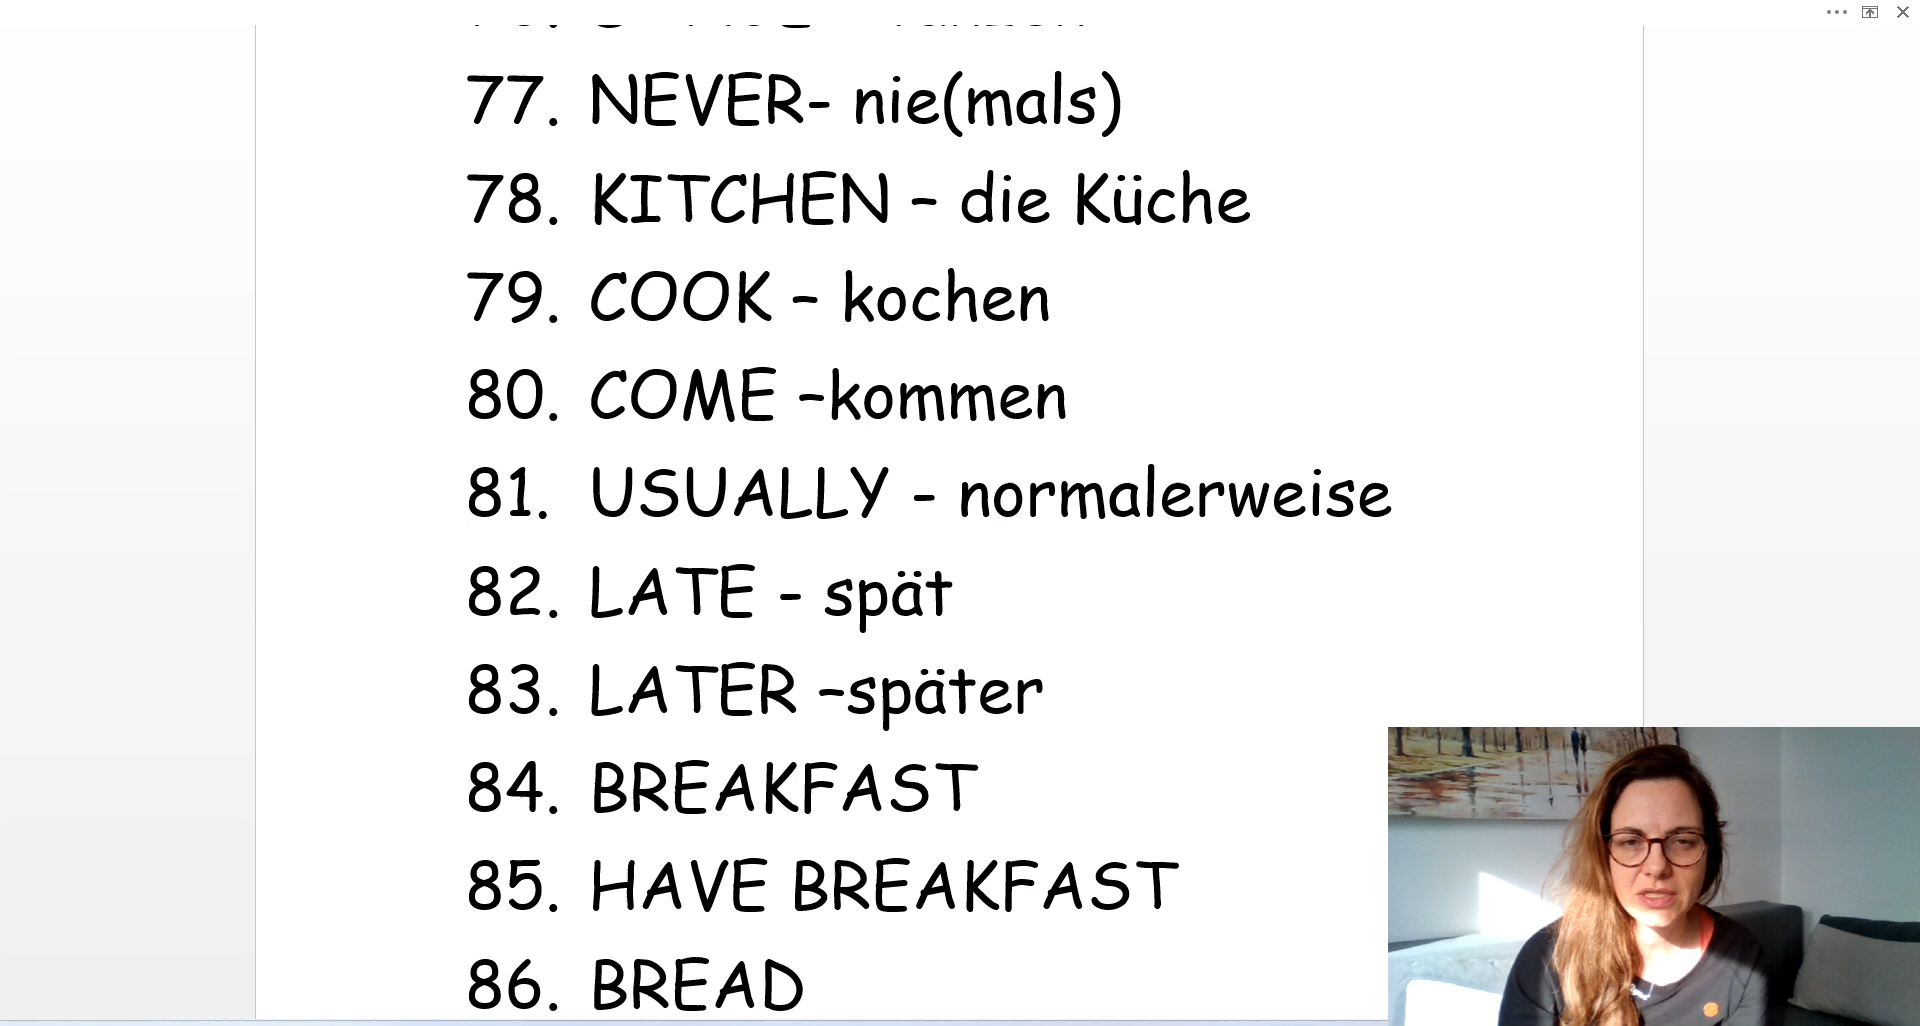 77. NEVER- nie(mals)
78. KITCHEN – die Küche
79. COOK – kochen
80. COME –kommen
81. USUALLY - normalerweise
82. LATE - spät
83. LATER –später
84. BREAKFAST
85. HAVE BREAKFAST
86. BREAD